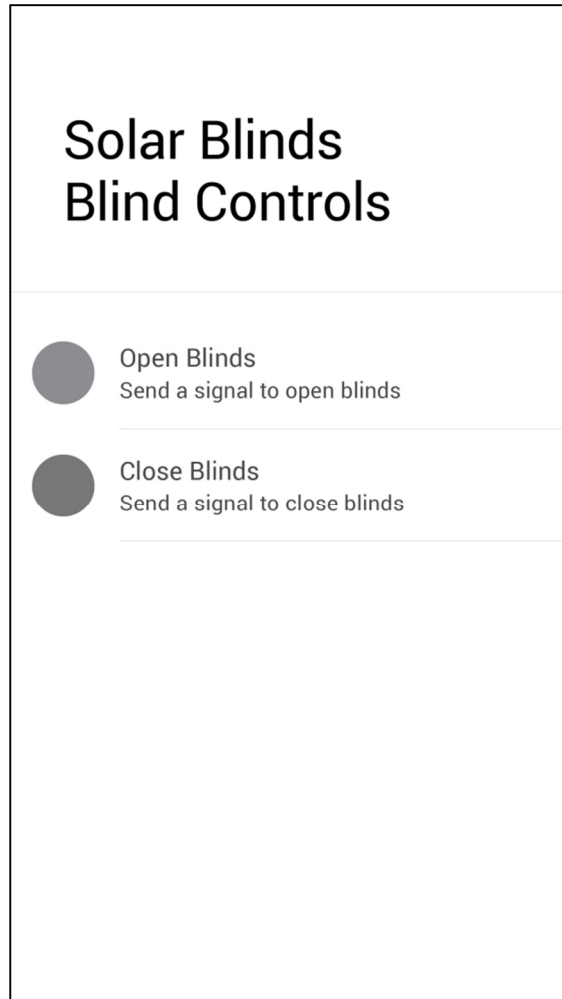 Solar Blinds
Blind Controls
Open Blinds
Send a signal to open blinds
Close Blinds
Send a signal to close blinds